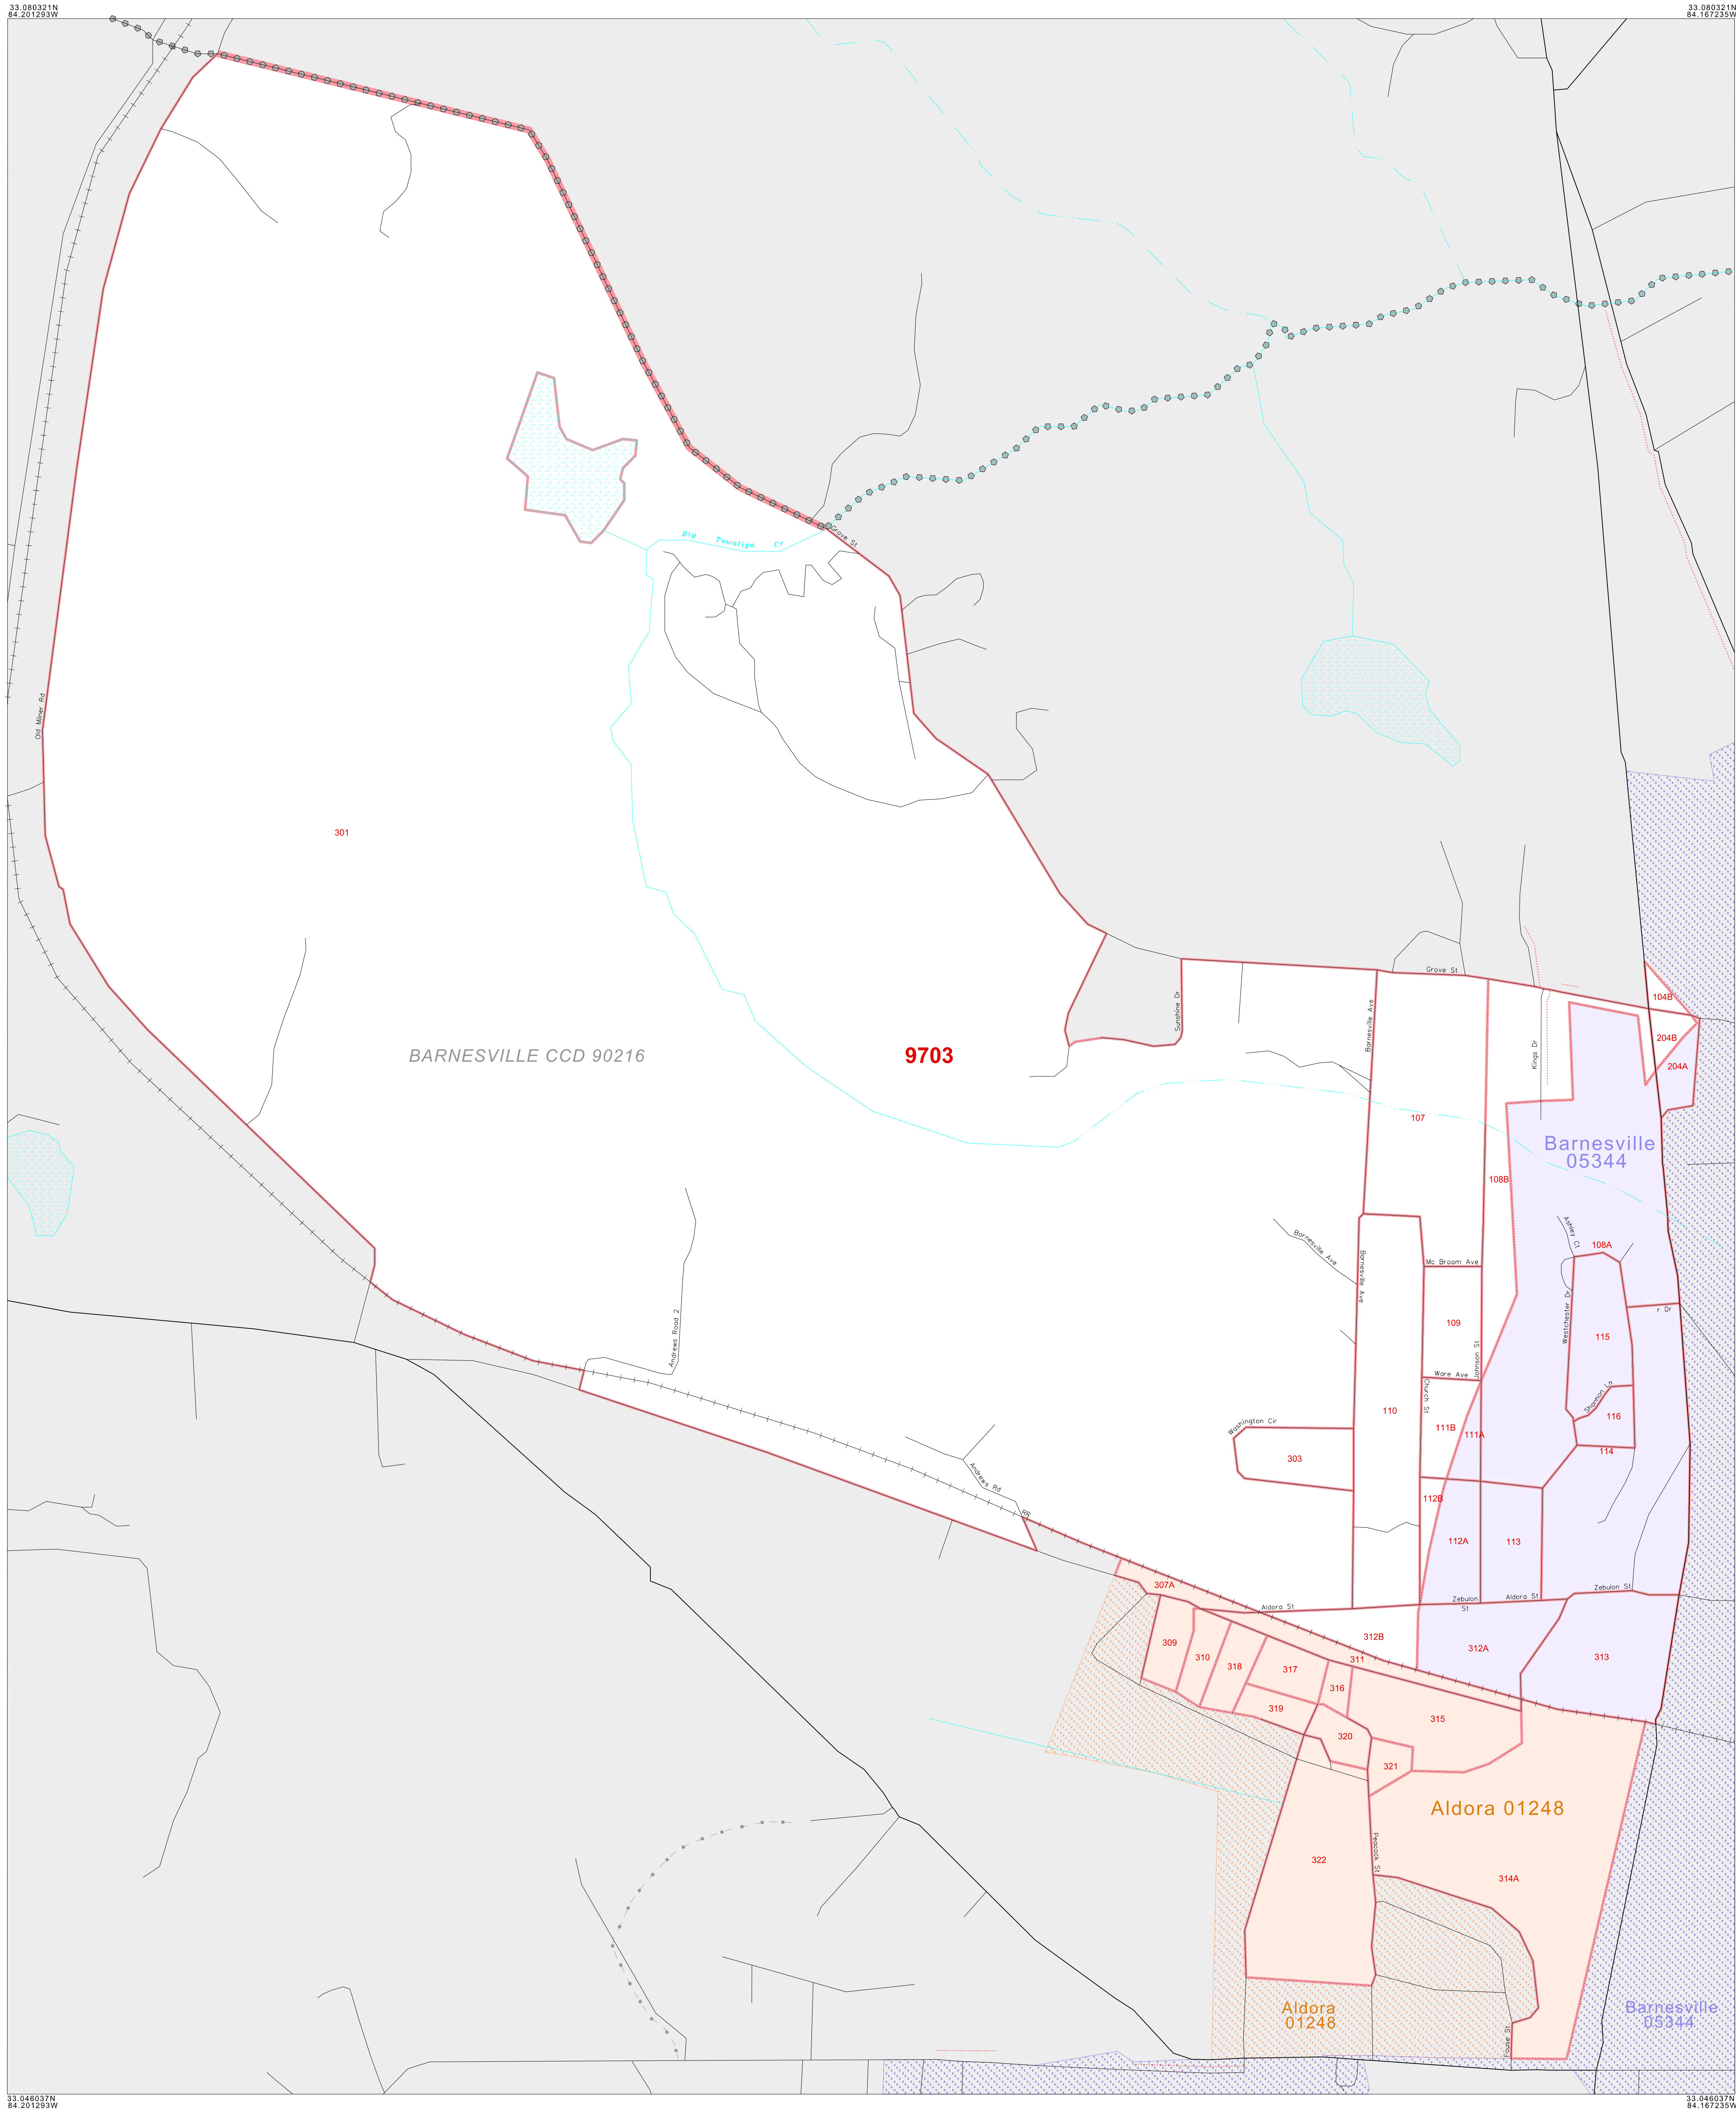 33.080321N
84.201293W
33.080321N
84.167235W
Grove St
Big Towaliga Cr
Old Milner Rd
301
Grove St
104B
Sunshine Dr
Barnesville Ave
Kings Dr
204B
204A
BARNESVILLE CCD 90216
9703
107
Barnesville
05344
108B
Ashley Ct
108A
Barnesville Ave
Barnesville Ave
Mc Broom Ave
r Dr
Westchester Dr
109
115
Andrews Road 2
Johnson St
Ware Ave
Shannon Ln
Church St
110
116
Washington Cir
111B
111A
114
303
Andrews Rd
RR
112B
112A
113
307A
Zebulon St
Aldora St
Zebulon
St
Aldora St
309
310
312B
312A
313
311
318
317
316
319
315
320
321
Aldora 01248
Peacock St
322
314A
Aldora
01248
Barnesville
05344
Fouse St
33.046037N
84.201293W
33.046037N
84.167235W